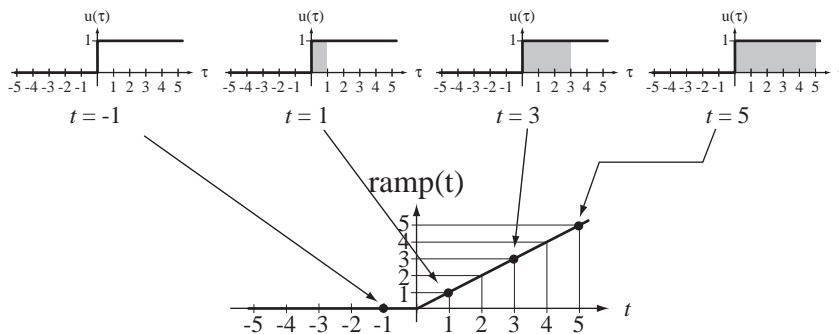 u(τ) u(τ) u(τ) u(τ)
1 1 1 1
τ τ τ τ
-5 -4 -3 -2 -1 1 2 3 4 5 -5 -4 -3 -2 -1 1 2 3 4 5 -5 -4 -3 -2 -1 1 2 3 4 5 -5 -4 -3 -2 -1 1 2 3 4 5
t = -1 t = 1 t = 3 t = 5
ramp(t)
5
4
3
2
1
t
-5 -4 -3 -2 -1 1 2 3 4 5